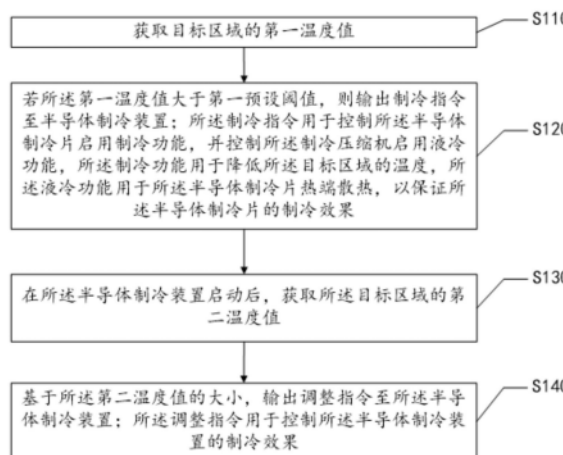 获取目标区域的第一温度值
S110
若所述第一温度值大于第一预设阈值，则输出制冷指令
至半导体制冷装置；所述制冷指令用于控制所述半导体
制冷片启用制冷功能，并控制所述制冷压缩机启用液冷
功能，所述制冷功能用于降低所述目标区域的温度，所
述液冷功能用于所述半导体制冷片热端散热，以保证所
述半导体制冷片的制冷效果
S120
在所述半导体制冷装置启动后，获取所述目标区域的第
二温度值
S130
基于所述第二温度值的大小，输出调整指令至所述半导
体制冷装置；所述调整指令用于控制所述半导体制冷装
置的制冷效果
S140